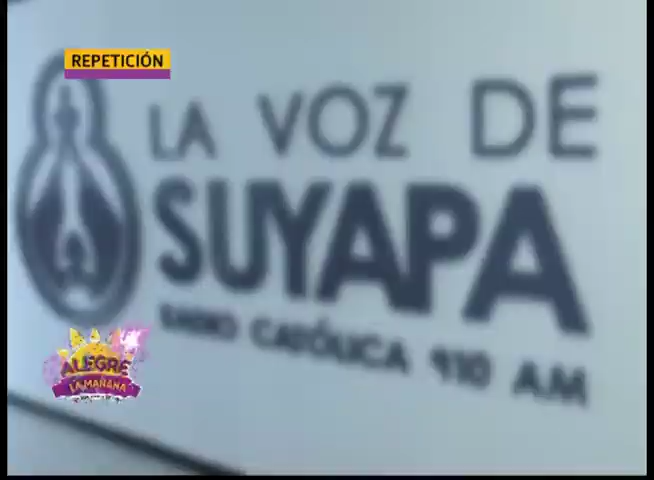 REPETICIÓN
LA VOZ DE
SUYAPA
RADIO CATÓLICA 910 AM
ALEGRE
LA MAÑANA